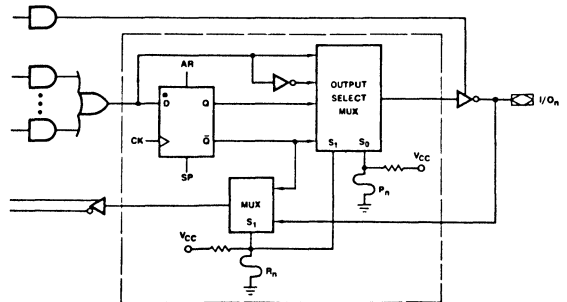 AR
D Q
OUTPUT
SELECT
MUX
I/On
CK
Q̅
S1 S0
VCC
SP
MUX
Pn
S1
VCC
Rn